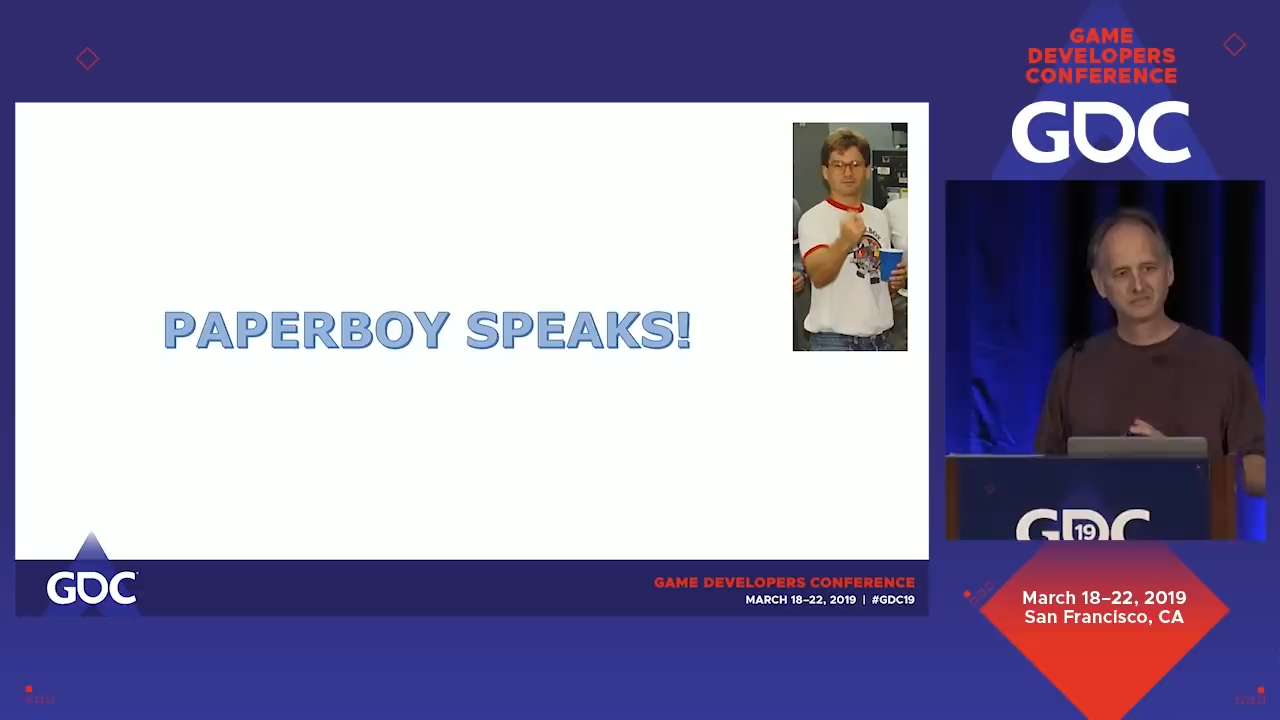 GAME
DEVELOPERS
CONFERENCE
GDC
PAPERBOY SPEAKS!
GDC
GAME DEVELOPERS CONFERENCE
MARCH 18–22, 2019 | #GDC19
GDC
19
March 18–22, 2019
San Francisco, CA